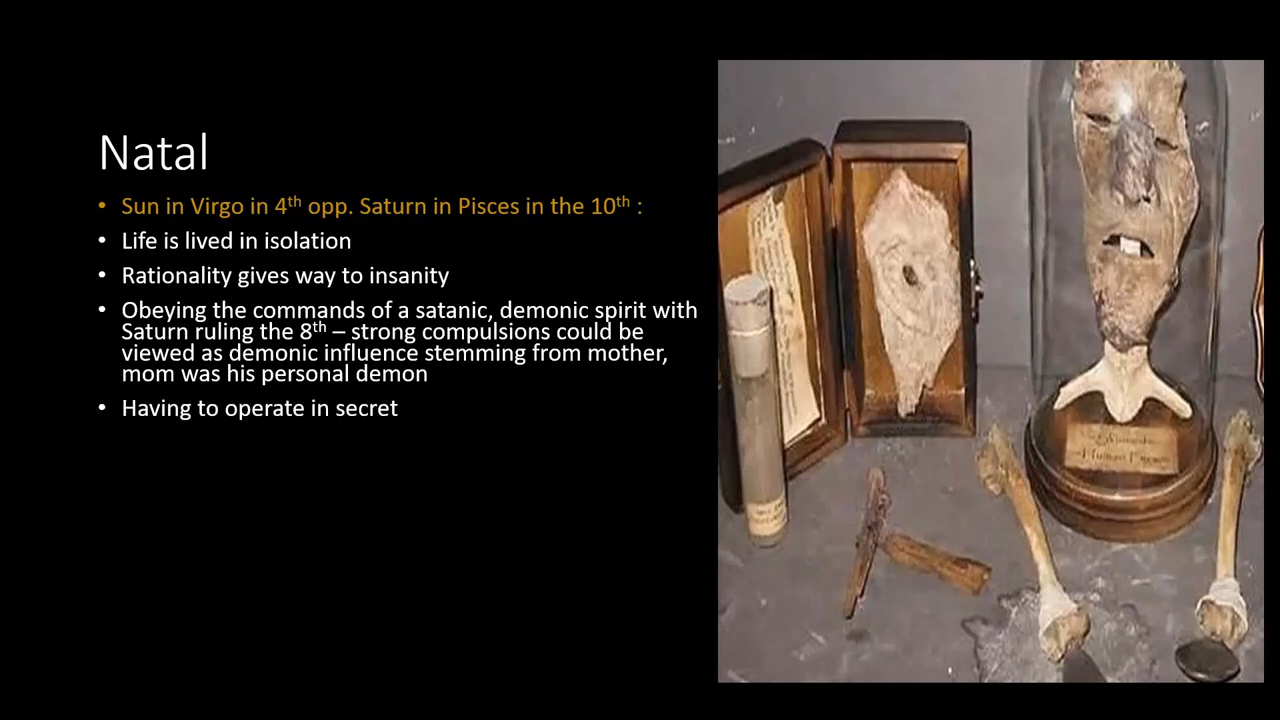 Natal
• Sun in Virgo in 4th opp. Saturn in Pisces in the 10th :
• Life is lived in isolation
• Rationality gives way to insanity
• Obeying the commands of a satanic, demonic spirit with
Saturn ruling the 8th – strong compulsions could be
viewed as demonic influence stemming from mother,
mom was his personal demon
• Having to operate in secret
Human